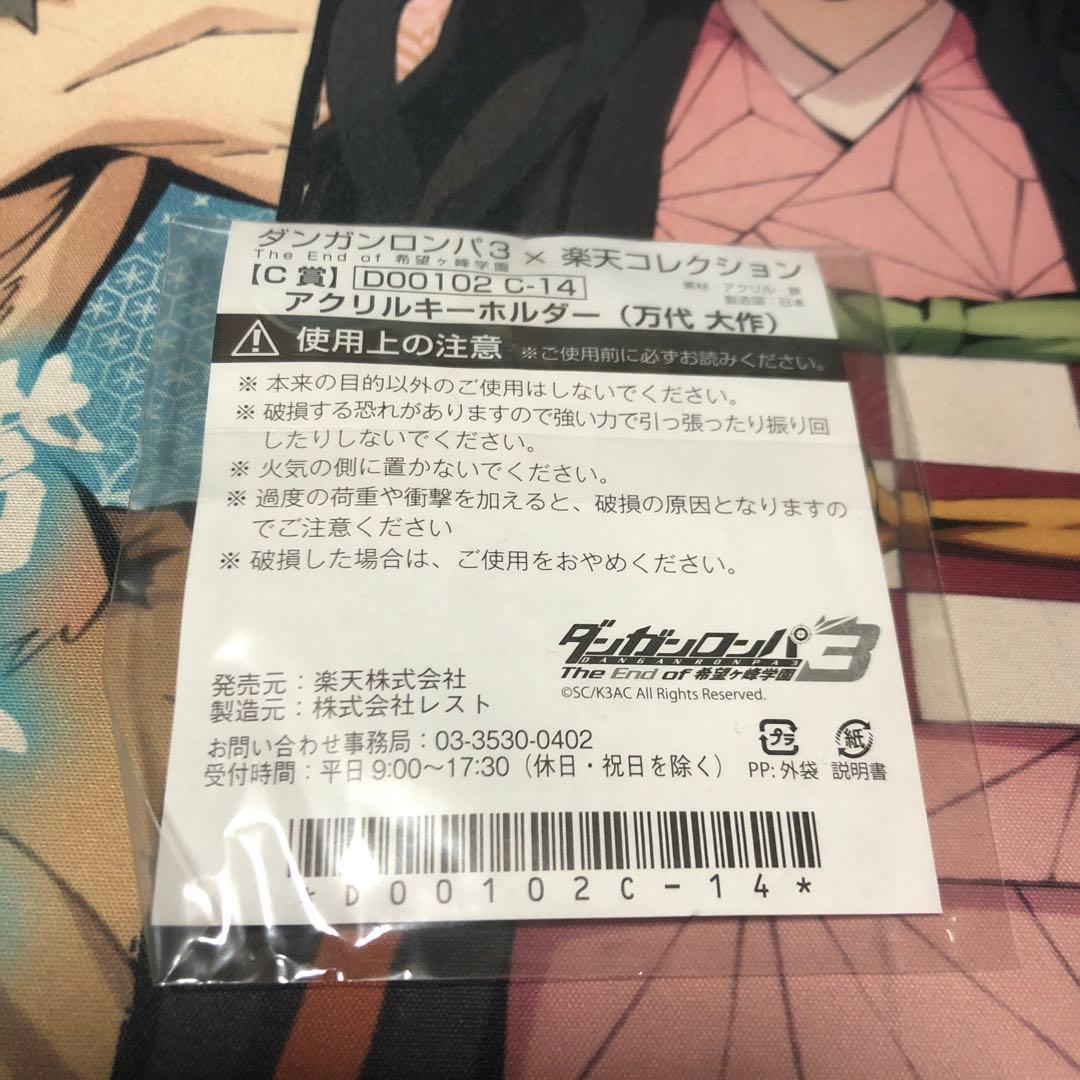 ダンガンロンパ3 × 楽天コレクション
The End of 希望ヶ峰学園
素材：アクリル・鉄
【C 賞】 D00102 C-14 製造国：日本
アクリルキーホルダー（万代 大作）
使用上の注意 ※ご使用前に必ずお読みください。
※ 本来の目的以外のご使用はしないでください。
※ 破損する恐れがありますので強い力で引っ張ったり振り回
したりしないでください。
※ 火気の側に置かないでください。
※ 過度の荷重や衝撃を加えると、破損の原因となりますの
でご注意ください
※ 破損した場合は、ご使用をおやめください。
ダンガンロンパ3
DANGANRONPA3
The End of 希望ヶ峰学園
©SC/K3AC All Rights Reserved.
発売元：楽天株式会社
製造元：株式会社レスト
お問い合わせ事務局：03-3530-0402
受付時間：平日 9:00～17:30（休日・祝日を除く）
プラ 紙
PP: 外袋 説明書
*D00102C-14*